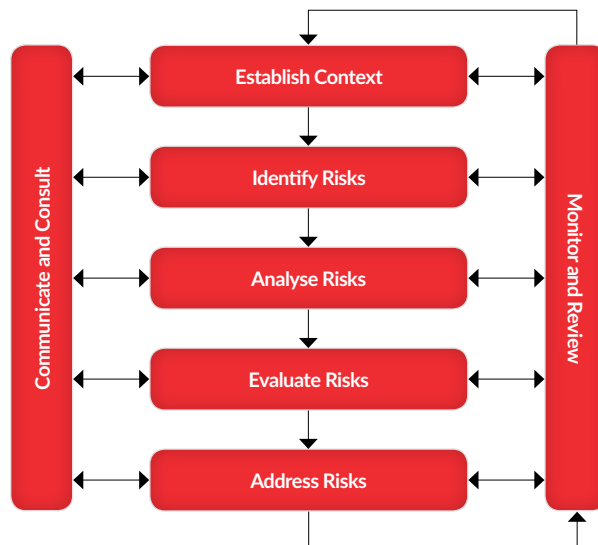 Communicate and Consult
Establish Context
Identify Risks
Analyse Risks
Evaluate Risks
Address Risks
Monitor and Review